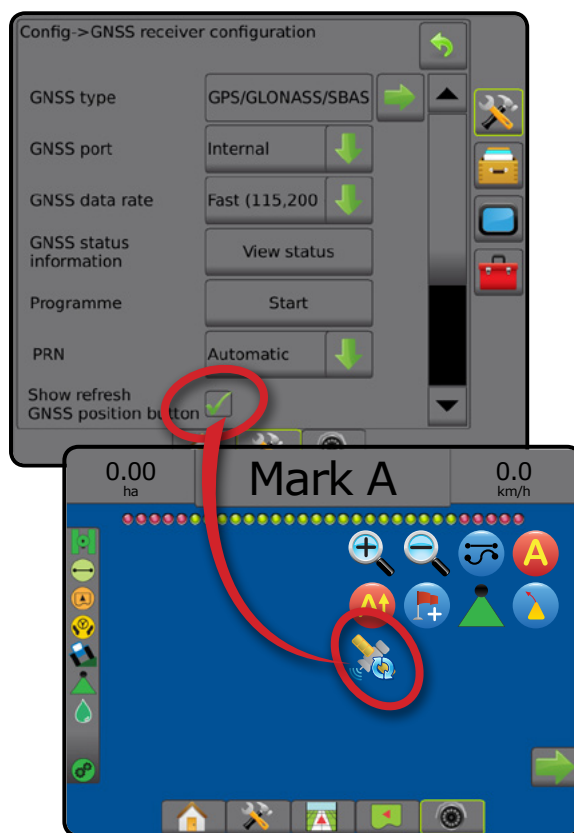 Config->GNSS receiver configuration
GNSS type
GPS/GLONASS/SBAS
GNSS port
Internal
GNSS data rate
Fast (115,200
GNSS status
information
View status
Programme
Start
PRN
Automatic
Show refresh
GNSS position button
0.00
ha
Mark A
0.0
km/h
A
A